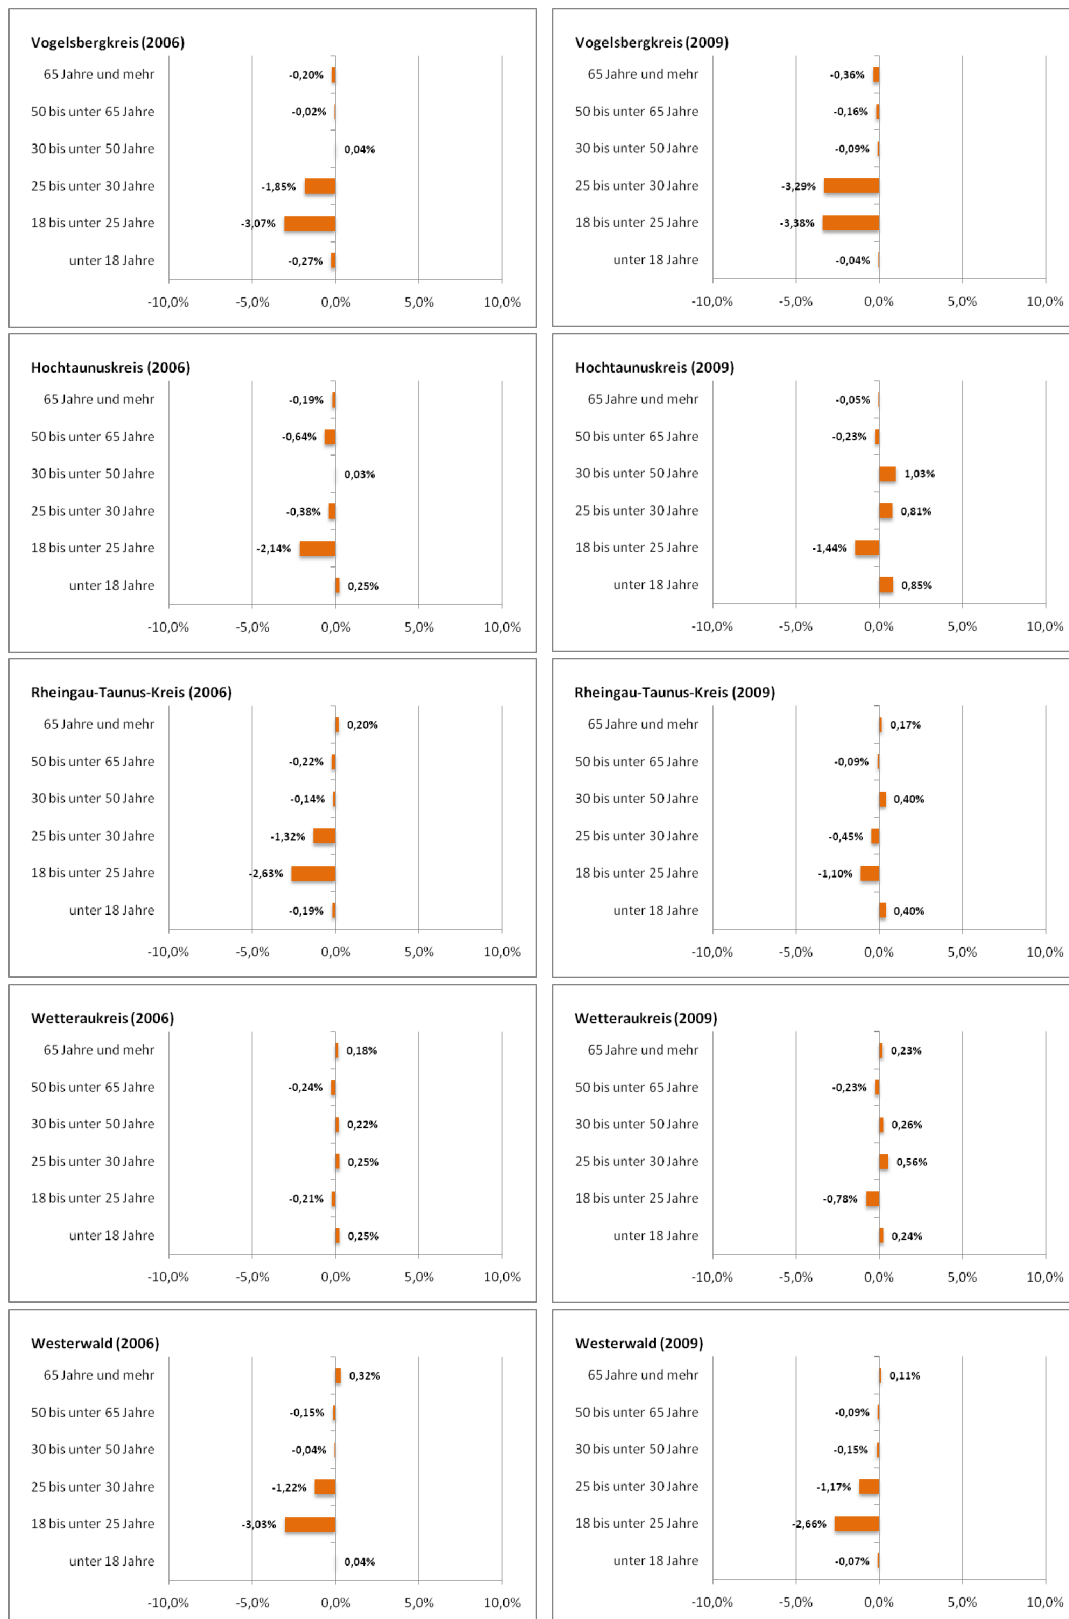 Vogelsbergkreis (2006)
65 Jahre und mehr -0,20%
50 bis unter 65 Jahre -0,02%
30 bis unter 50 Jahre 0,04%
25 bis unter 30 Jahre -1,85%
18 bis unter 25 Jahre -3,07%
unter 18 Jahre -0,27%
-10,0% -5,0% 0,0% 5,0% 10,0%
Vogelsbergkreis (2009)
65 Jahre und mehr -0,36%
50 bis unter 65 Jahre -0,16%
30 bis unter 50 Jahre -0,09%
25 bis unter 30 Jahre -3,29%
18 bis unter 25 Jahre -3,38%
unter 18 Jahre -0,04%
-10,0% -5,0% 0,0% 5,0% 10,0%
Hochtaunuskreis (2006)
65 Jahre und mehr -0,19%
50 bis unter 65 Jahre -0,64%
30 bis unter 50 Jahre 0,03%
25 bis unter 30 Jahre -0,38%
18 bis unter 25 Jahre -2,14%
unter 18 Jahre 0,25%
-10,0% -5,0% 0,0% 5,0% 10,0%
Hochtaunuskreis (2009)
65 Jahre und mehr -0,05%
50 bis unter 65 Jahre -0,23%
30 bis unter 50 Jahre 1,03%
25 bis unter 30 Jahre 0,81%
18 bis unter 25 Jahre -1,44%
unter 18 Jahre 0,85%
-10,0% -5,0% 0,0% 5,0% 10,0%
Rheingau-Taunus-Kreis (2006)
65 Jahre und mehr 0,20%
50 bis unter 65 Jahre -0,22%
30 bis unter 50 Jahre -0,14%
25 bis unter 30 Jahre -1,32%
18 bis unter 25 Jahre -2,63%
unter 18 Jahre -0,19%
-10,0% -5,0% 0,0% 5,0% 10,0%
Rheingau-Taunus-Kreis (2009)
65 Jahre und mehr 0,17%
50 bis unter 65 Jahre -0,09%
30 bis unter 50 Jahre 0,40%
25 bis unter 30 Jahre -0,45%
18 bis unter 25 Jahre -1,10%
unter 18 Jahre 0,40%
-10,0% -5,0% 0,0% 5,0% 10,0%
Wetteraukreis (2006)
65 Jahre und mehr 0,18%
50 bis unter 65 Jahre -0,24%
30 bis unter 50 Jahre 0,22%
25 bis unter 30 Jahre 0,25%
18 bis unter 25 Jahre -0,21%
unter 18 Jahre 0,25%
-10,0% -5,0% 0,0% 5,0% 10,0%
Wetteraukreis (2009)
65 Jahre und mehr 0,23%
50 bis unter 65 Jahre -0,23%
30 bis unter 50 Jahre 0,26%
25 bis unter 30 Jahre 0,56%
18 bis unter 25 Jahre -0,78%
unter 18 Jahre 0,24%
-10,0% -5,0% 0,0% 5,0% 10,0%
Westerwald (2006)
65 Jahre und mehr 0,32%
50 bis unter 65 Jahre -0,15%
30 bis unter 50 Jahre -0,04%
25 bis unter 30 Jahre -1,22%
18 bis unter 25 Jahre -3,03%
unter 18 Jahre 0,04%
-10,0% -5,0% 0,0% 5,0% 10,0%
Westerwald (2009)
65 Jahre und mehr 0,11%
50 bis unter 65 Jahre -0,09%
30 bis unter 50 Jahre -0,15%
25 bis unter 30 Jahre -1,17%
18 bis unter 25 Jahre -2,66%
unter 18 Jahre -0,07%
-10,0% -5,0% 0,0% 5,0% 10,0%